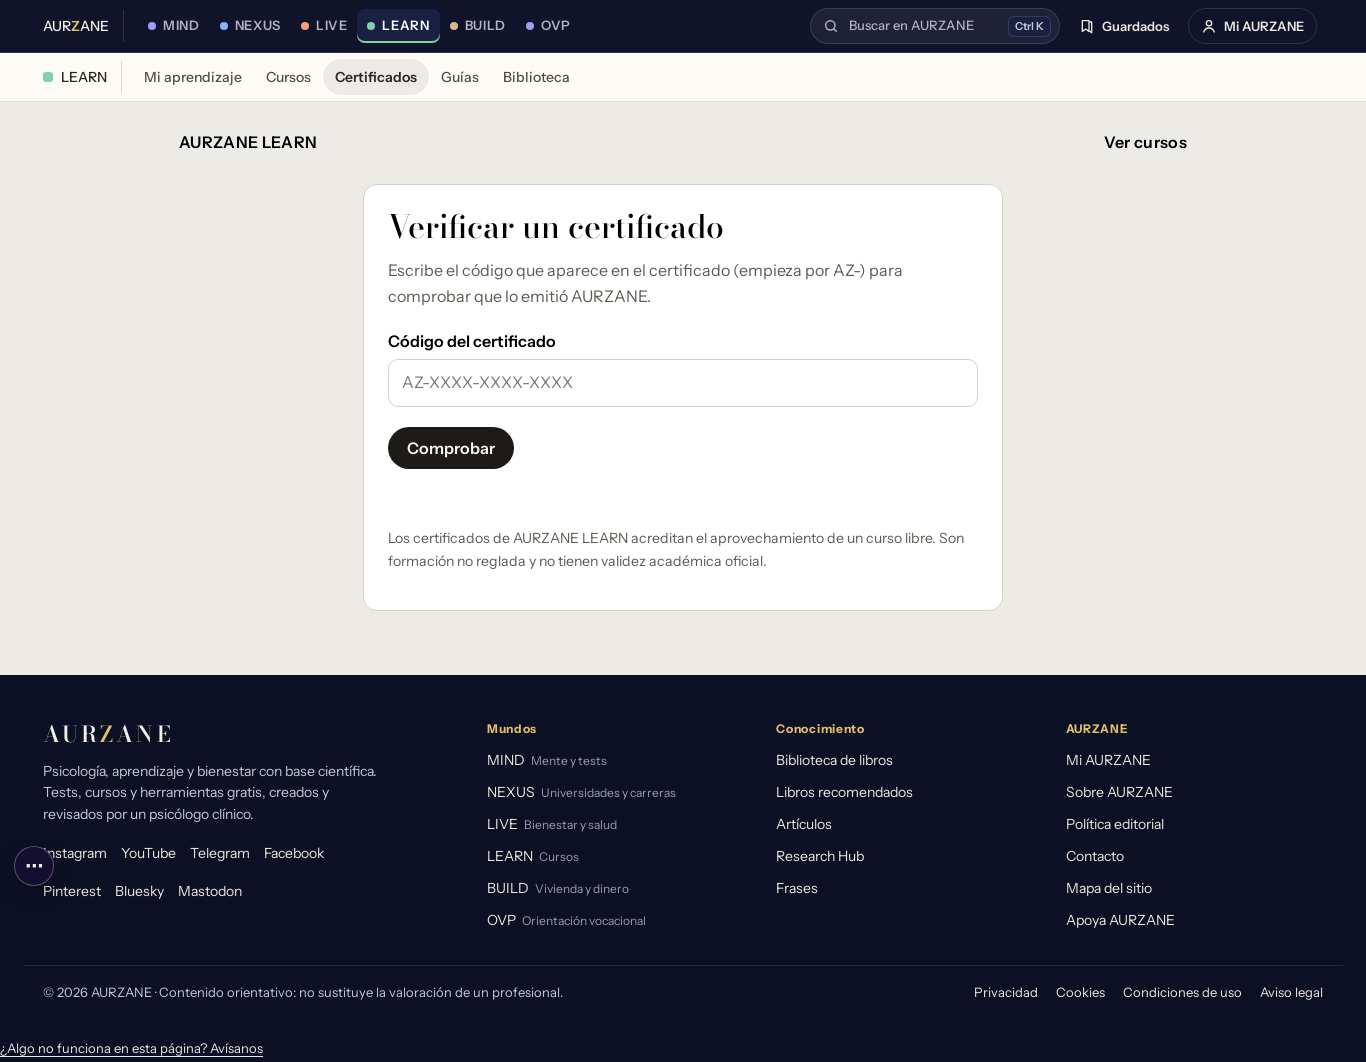 AURZANE MIND NEXUS LIVE LEARN BUILD OVP Buscar en AURZANE Ctrl K Guardados Mi AURZANE
LEARN Mi aprendizaje Cursos Certificados Guías Biblioteca
AURZANE LEARN Ver cursos
Verificar un certificado
Escribe el código que aparece en el certificado (empieza por AZ-) para
comprobar que lo emitió AURZANE.
Código del certificado
AZ-XXXX-XXXX-XXXX
Comprobar
Los certificados de AURZANE LEARN acreditan el aprovechamiento de un curso libre. Son
formación no reglada y no tienen validez académica oficial.
AURZANE
Psicología, aprendizaje y bienestar con base científica.
Tests, cursos y herramientas gratis, creados y
revisados por un psicólogo clínico.
Instagram YouTube Telegram Facebook
Pinterest Bluesky Mastodon
Mundos
MIND Mente y tests
NEXUS Universidades y carreras
LIVE Bienestar y salud
LEARN Cursos
BUILD Vivienda y dinero
OVP Orientación vocacional
Conocimiento
Biblioteca de libros
Libros recomendados
Artículos
Research Hub
Frases
AURZANE
Mi AURZANE
Sobre AURZANE
Política editorial
Contacto
Mapa del sitio
Apoya AURZANE
© 2026 AURZANE · Contenido orientativo: no sustituye la valoración de un profesional.
Privacidad Cookies Condiciones de uso Aviso legal
¿Algo no funciona en esta página? Avísanos